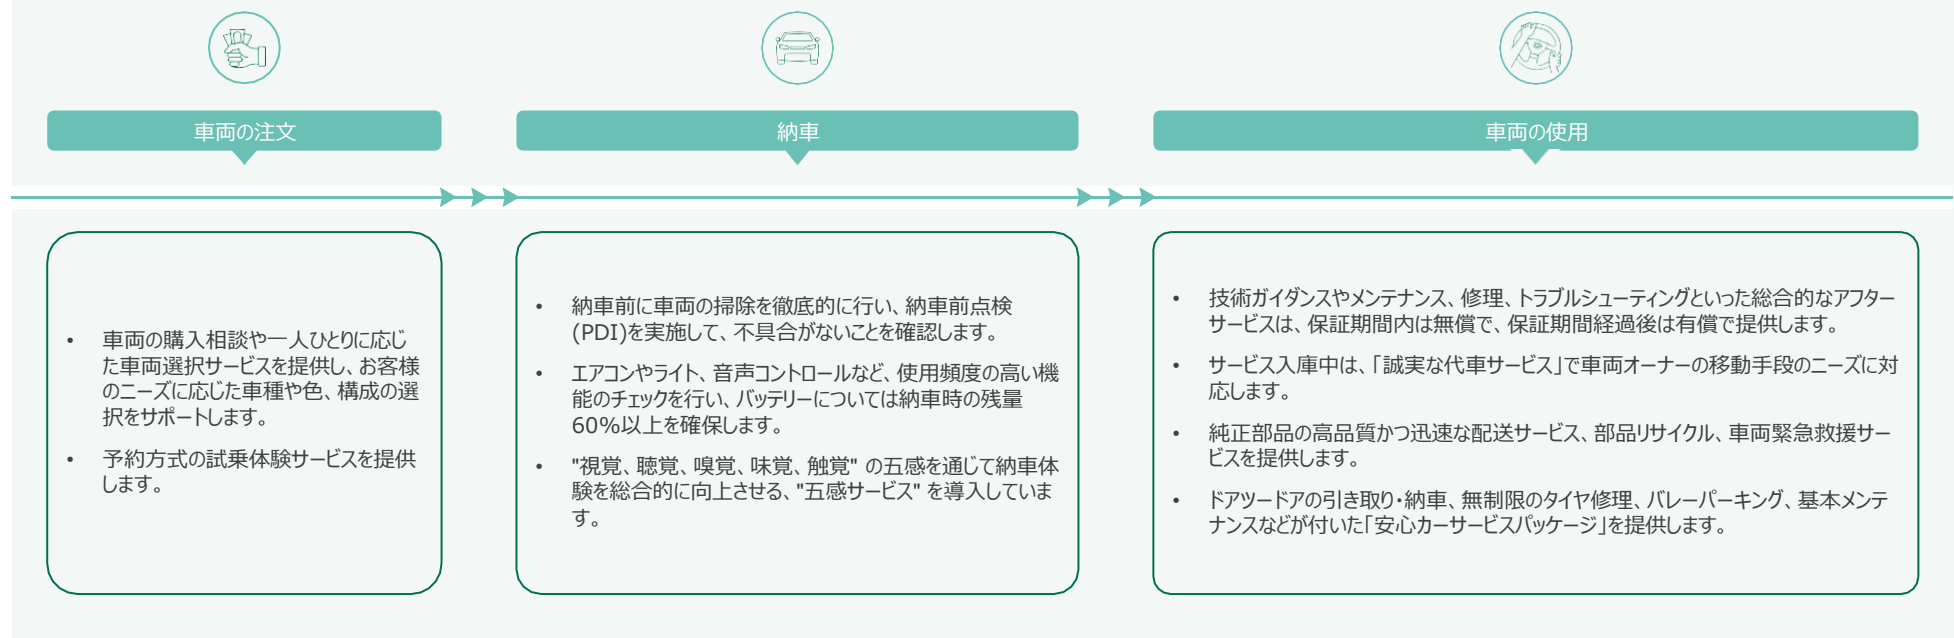 車両の注文
納車
車両の使用
• 車両の購入相談や一人ひとりに応じ
た車両選択サービスを提供し、お客様
のニーズに応じた車種や色、構成の選
択をサポートします。
• 予約方式の試乗体験サービスを提供
します。
• 納車前に車両の掃除を徹底的に行い、納車前点検
(PDI)を実施して、不具合がないことを確認します。
• エアコンやライト、音声コントロールなど、使用頻度の高い機
能のチェックを行い、バッテリーについては納車時の残量
60%以上を確保します。
• "視覚、聴覚、嗅覚、味覚、触覚" の五感を通じて納車体
験を総合的に向上させる、"五感サービス" を導入していま
す。
• 技術ガイダンスやメンテナンス、修理、トラブルシューティングといった総合的なアフター
サービスは、保証期間内は無償で、保証期間経過後は有償で提供します。
• サービス入庫中は、「誠実な代車サービス」で車両オーナーの移動手段のニーズに対
応します。
• 純正部品の高品質かつ迅速な配送サービス、部品リサイクル、車両緊急救援サー
ビスを提供します。
• ドアツードアの引き取り・納車、無制限のタイヤ修理、バレーパーキング、基本メンテ
ナンスなどが付いた「安心カーサービスパッケージ」を提供します。